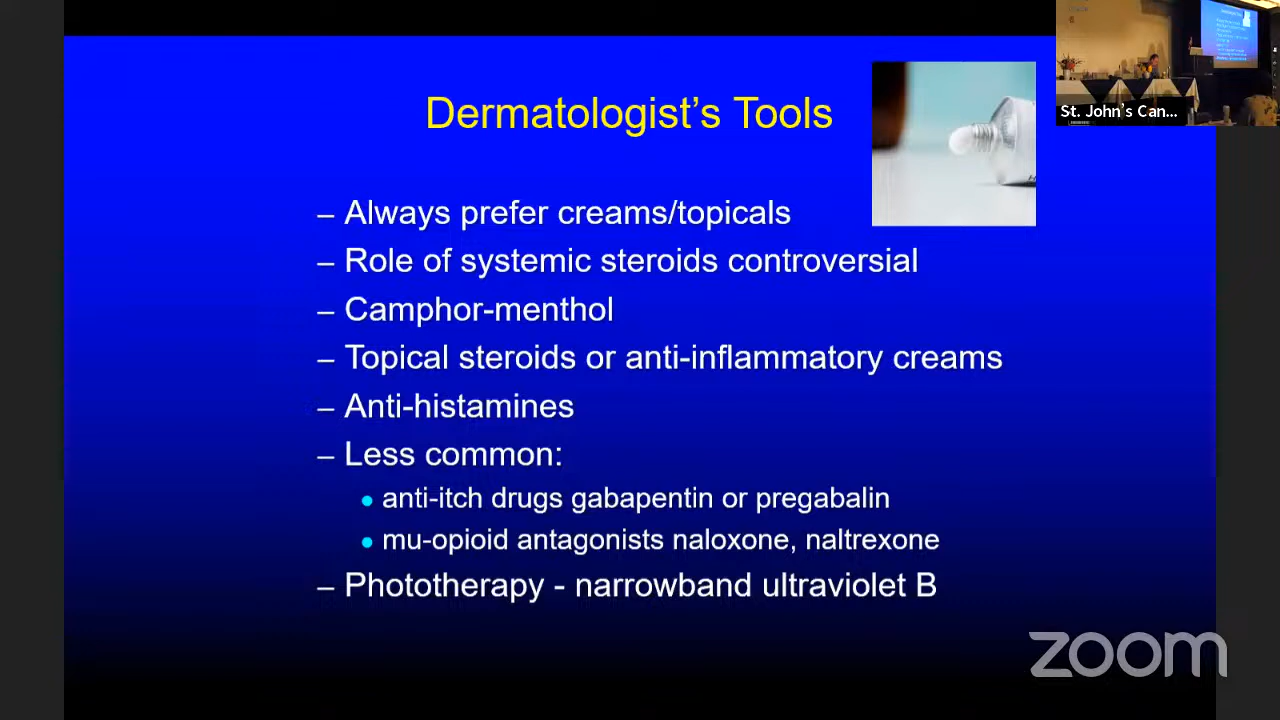 Dermatologist's Tools
– Always prefer creams/topicals
– Role of systemic steroids controversial
– Camphor-menthol
– Topical steroids or anti-inflammatory creams
– Anti-histamines
– Less common:
• anti-itch drugs gabapentin or pregabalin
• mu-opioid antagonists naloxone, naltrexone
– Phototherapy - narrowband ultraviolet B
St. John's Can...
zoom